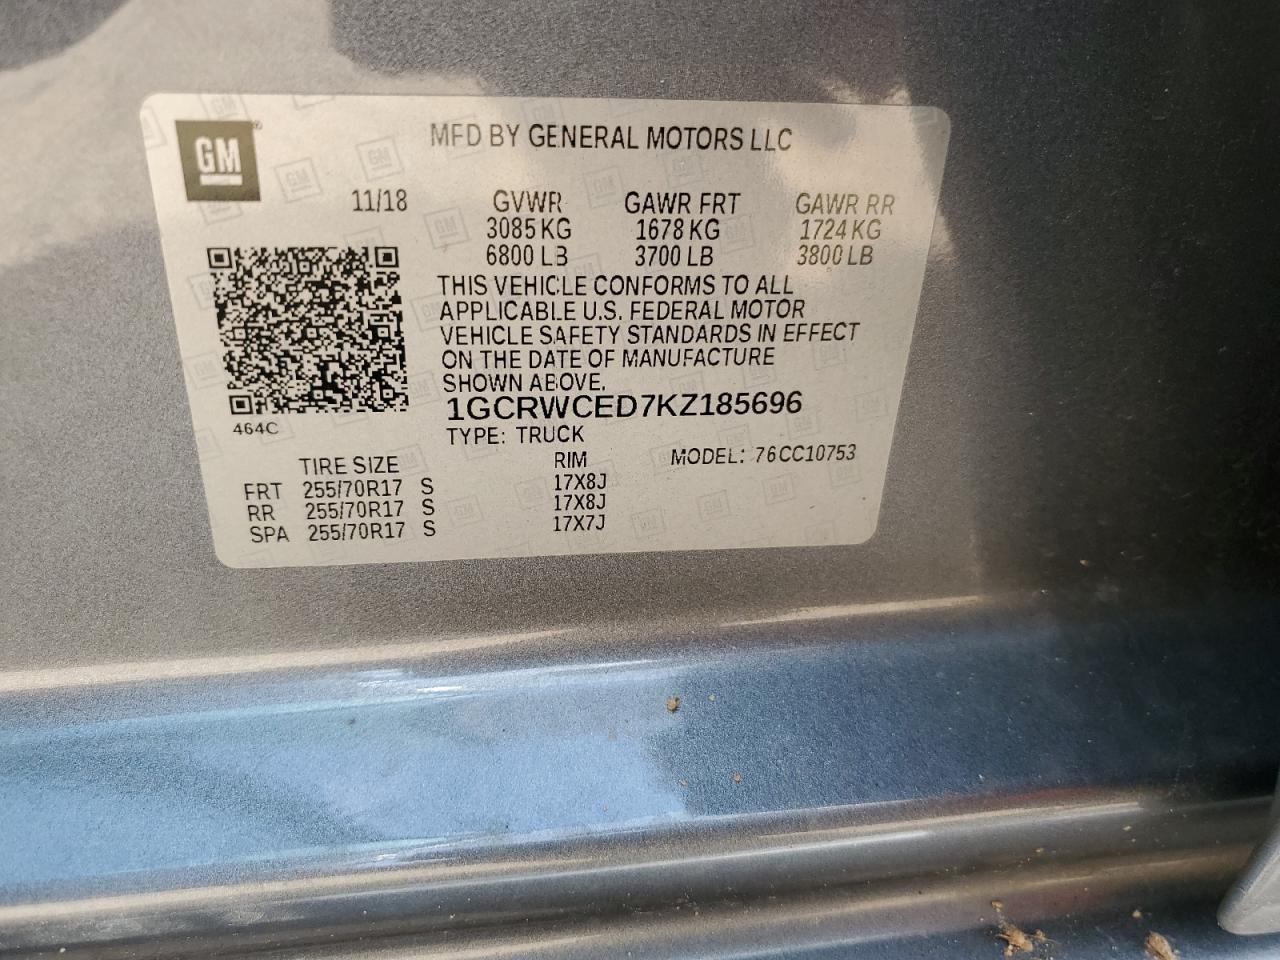 GM
MFD BY GENERAL MOTORS LLC
11/18 GVWR GAWR FRT GAWR RR
3085 KG 1678 KG 1724 KG
6800 LB 3700 LB 3800 LB
THIS VEHICLE CONFORMS TO ALL
APPLICABLE U.S. FEDERAL MOTOR
VEHICLE SAFETY STANDARDS IN EFFECT
ON THE DATE OF MANUFACTURE
SHOWN ABOVE.
1GCRWCED7KZ185696
464C
TYPE: TRUCK
TIRE SIZE RIM MODEL: 76CC10753
FRT 255/70R17 S 17X8J
RR 255/70R17 S 17X8J
SPA 255/70R17 S 17X7J